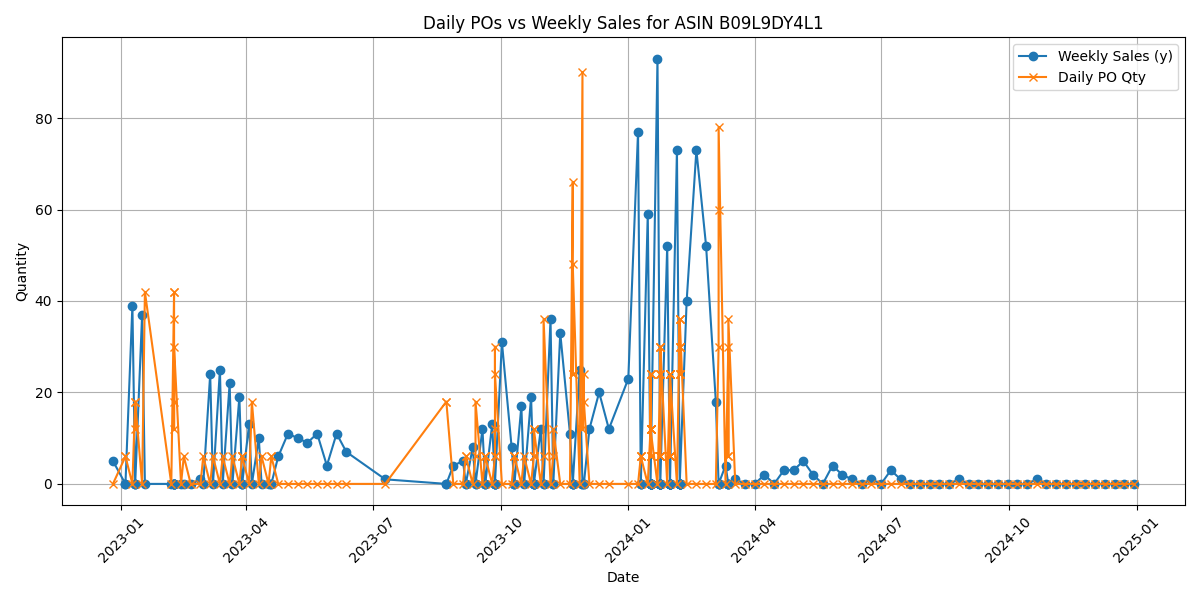 Daily POs vs Weekly Sales for ASIN B09L9DY4L1
Weekly Sales (y)
Daily PO Qty
Quantity
80
60
40
20
0
2023-01
2023-04
2023-07
2023-10
2024-01
2024-04
2024-07
2024-10
2025-01
Date